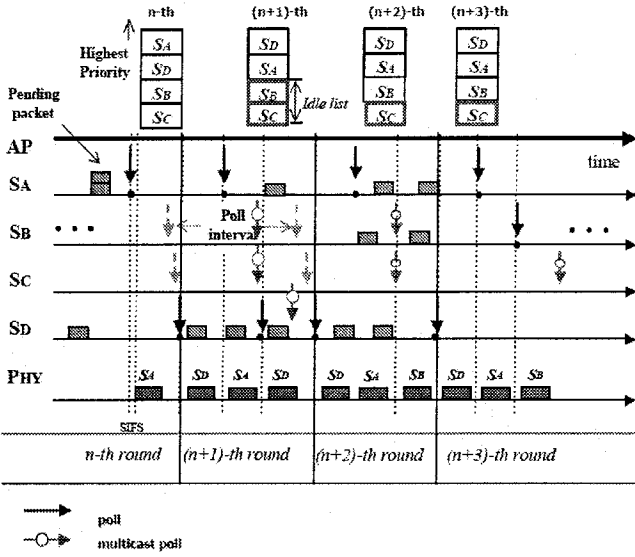 n-th (n+1)-th (n+2)-th (n+3)-th
Highest Priority
SA SD SD SD
SD SA SA SA
SB SB SB SB
SC SC SC SC
Idle list
Pending packet
AP
time
SA
Poll interval
SB
SC
SD
PHY
SA SD SA SD SD SA SB SD SA SB
SIFS
n-th round (n+1)-th round (n+2)-th round (n+3)-th round
poll
multicast poll